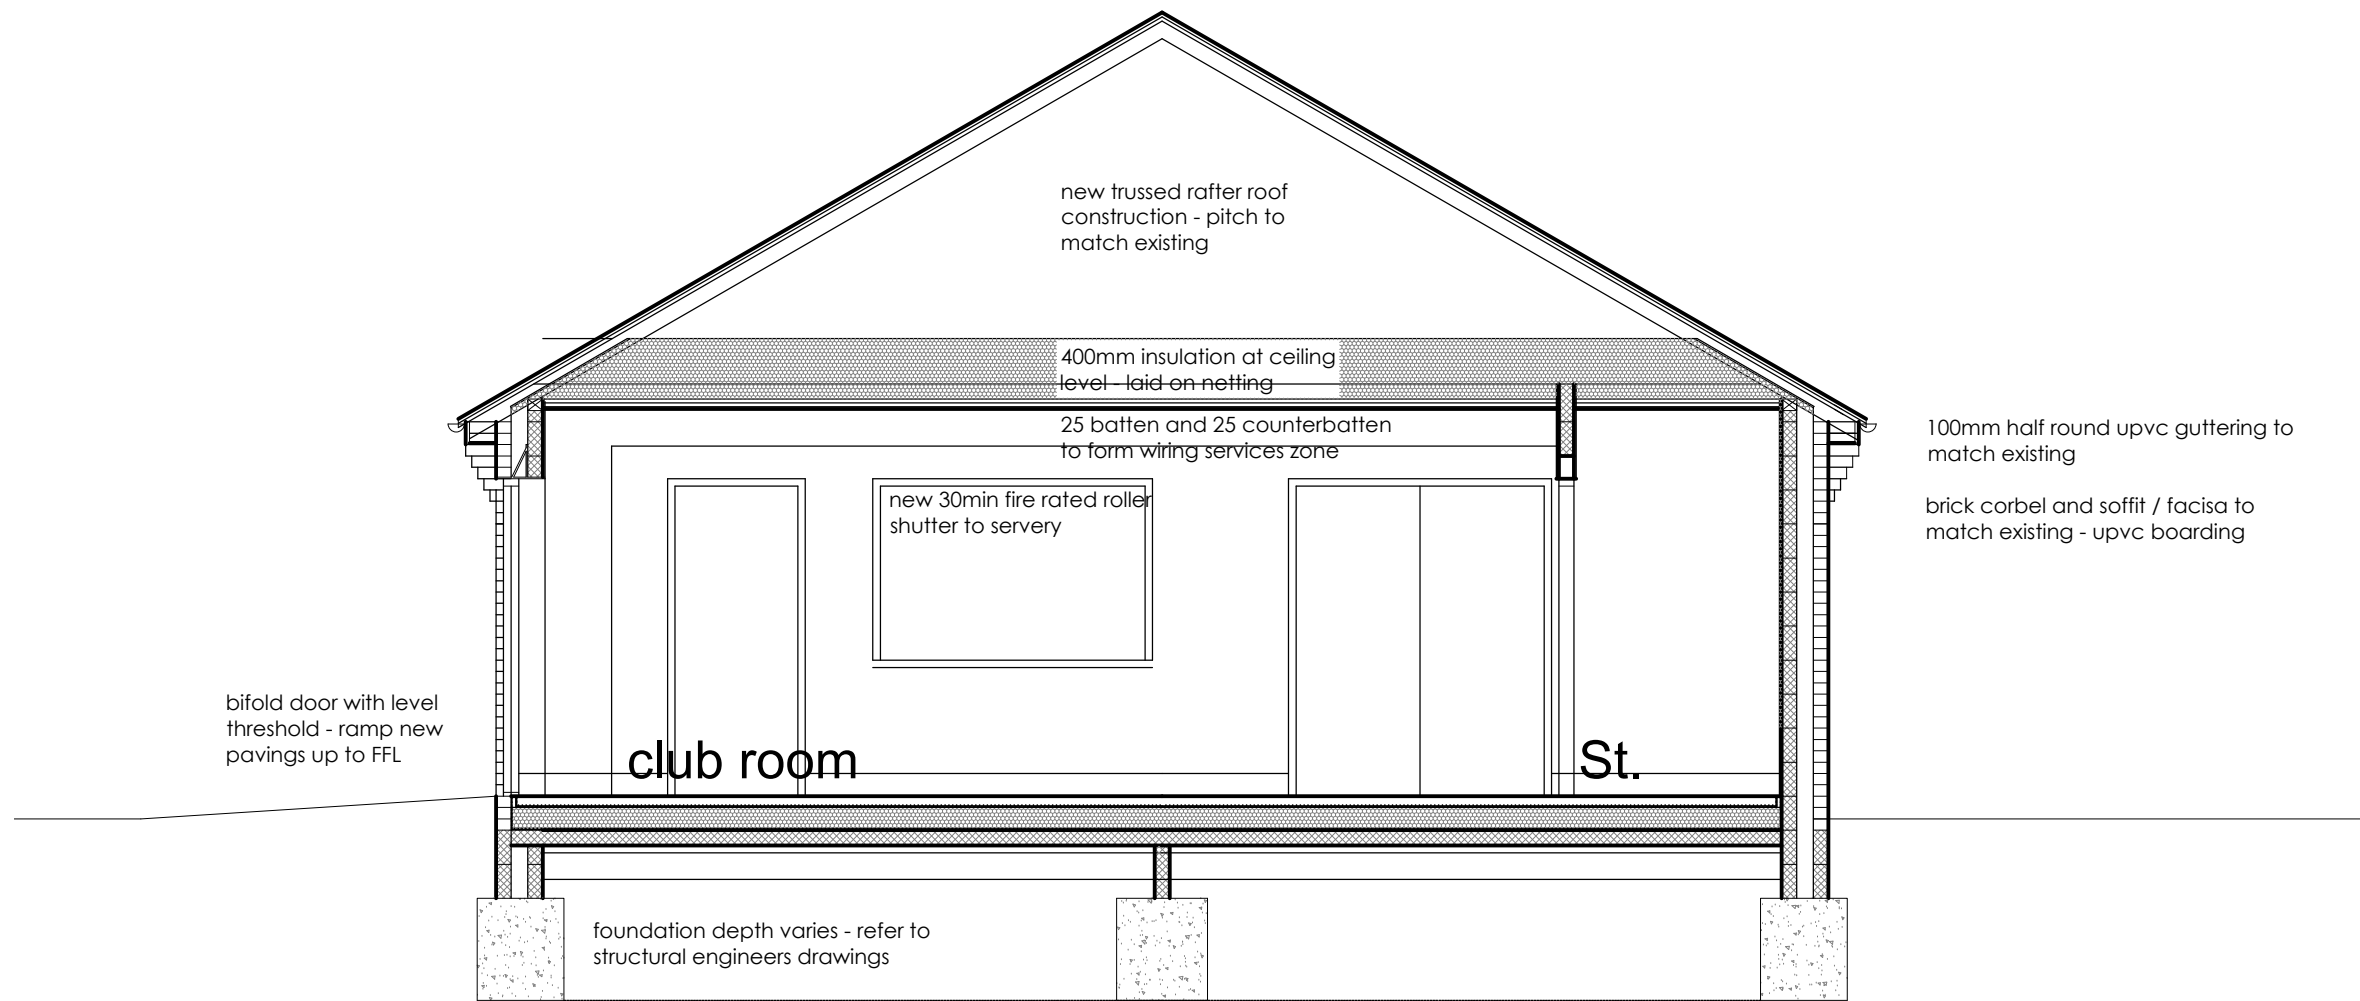 new trussed rafter roof
construction - pitch to
match existing
400mm insulation at ceiling
level - laid on netting
25 batten and 25 counterbatten
to form wiring services zone
100mm half round upvc guttering to
match existing
brick corbel and soffit / facisa to
match existing - upvc boarding
new 30min fire rated roller
shutter to servery
bifold door with level
threshold - ramp new
pavings up to FFL
club room
St.
foundation depth varies - refer to
structural engineers drawings